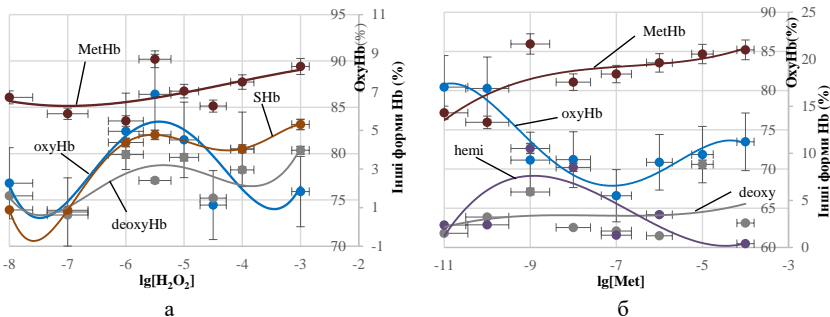 95
90
85
80
75
70
OxyHb(%)
11
9
7
5
3
1
-1
Інші форми Hb (%)
MetHb
SHb
oxyHb
deoxyHb
-8
-7
-6
-5
-4
-3
lg[H₂O₂]
а
90
85
80
75
70
65
60
OxyHb(%)
25
20
15
10
5
0
Інші форми Hb (%)
MetHb
oxyHb
hemi
deoxy
-11
-9
-7
-5
-3
lg[Met]
б